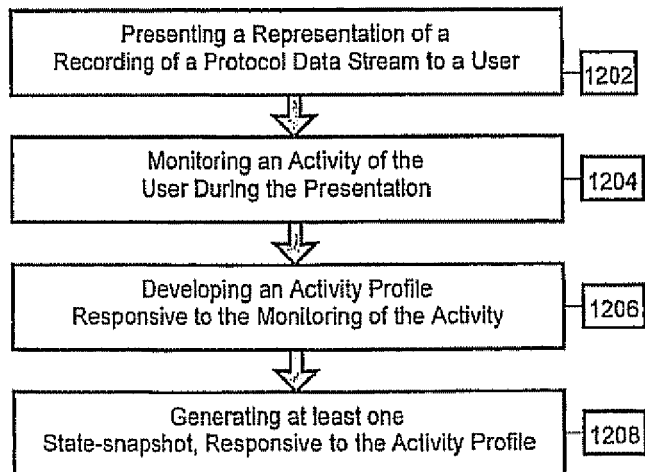 Presenting a Representation of a
Recording of a Protocol Data Stream to a User
1202
Monitoring an Activity of the
User During the Presentation
1204
Developing an Activity Profile
Responsive to the Monitoring of the Activity
1206
Generating at least one
State-snapshot, Responsive to the Activity Profile
1208